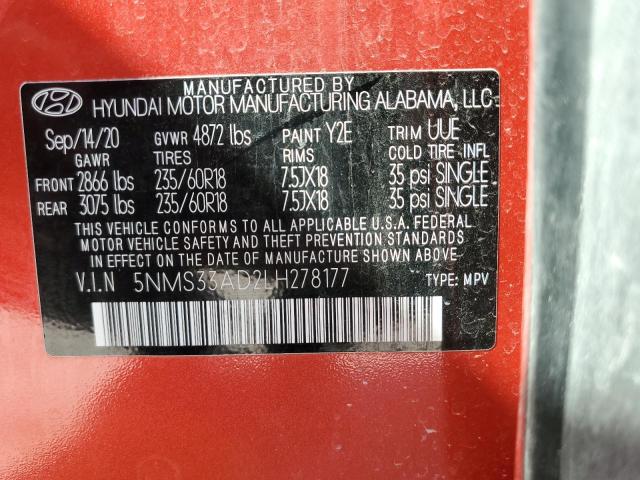 MANUFACTURED BY
HYUNDAI MOTOR MANUFACTURING ALABAMA, LLC
Sep/14/20 GVWR 4872 lbs PAINT Y2E TRIM UUE
GAWR TIRES RIMS COLD TIRE INFL
FRONT 2866 lbs 235/60R18 7.5JX18 35 psi SINGLE
REAR 3075 lbs 235/60R18 7.5JX18 35 psi SINGLE
THIS VEHICLE CONFORMS TO ALL APPLICABLE U.S.A. FEDERAL
MOTOR VEHICLE SAFETY AND THEFT PREVENTION STANDARDS
IN EFFECT ON THE DATE OF MANUFACTURE SHOWN ABOVE.
V.I.N 5NMS33AD2LH278177 TYPE: MPV